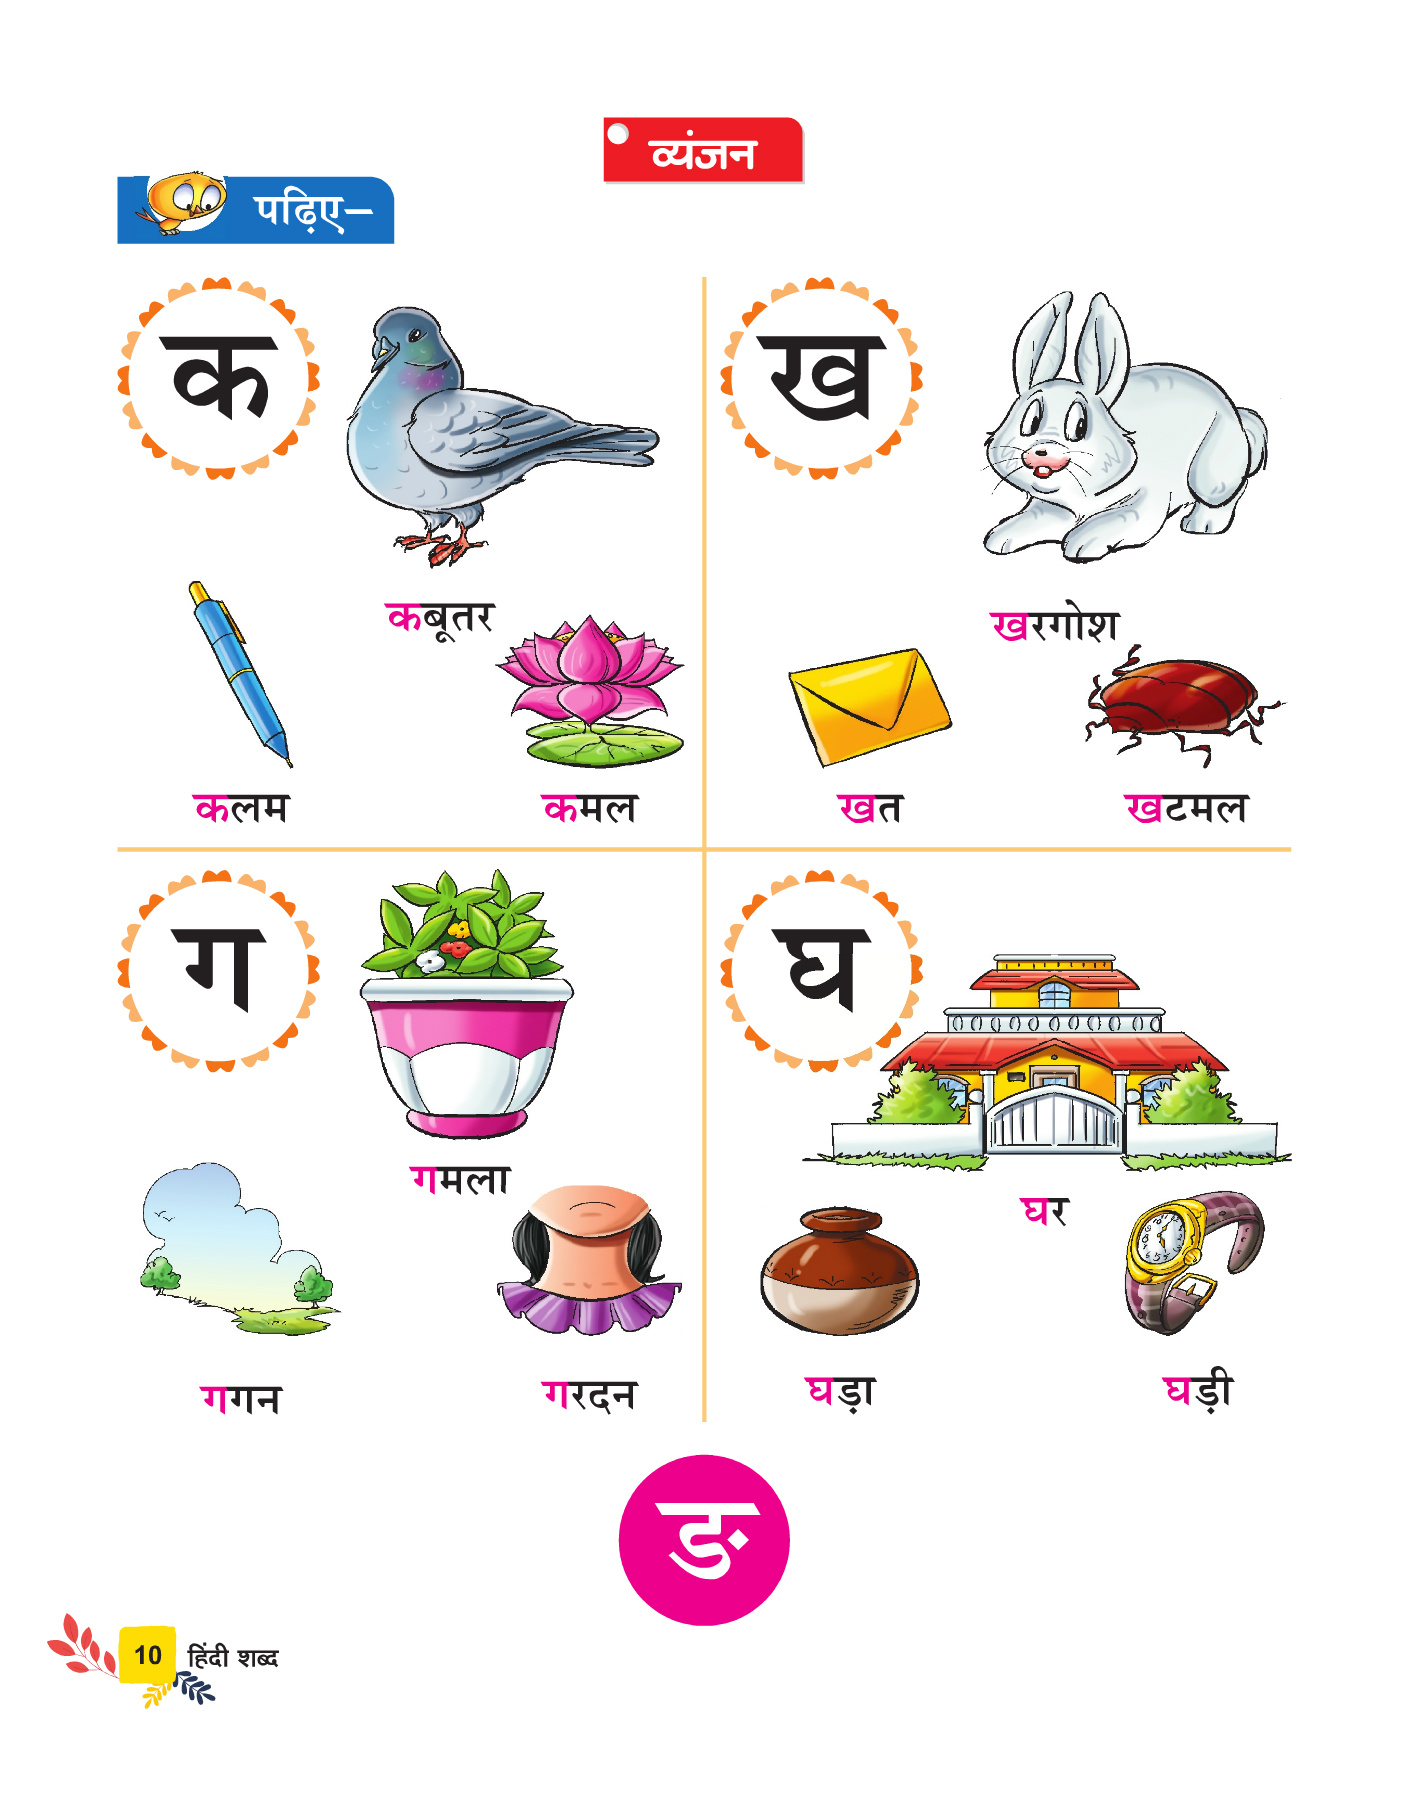 व्यंजन
पढ़िए–
क
कबूतर
कलम
कमल
ख
खरगोश
खत
खटमल
ग
गमला
गगन
गरदन
घ
घर
घड़ा
घड़ी
ङ
10 हिंदी शब्द